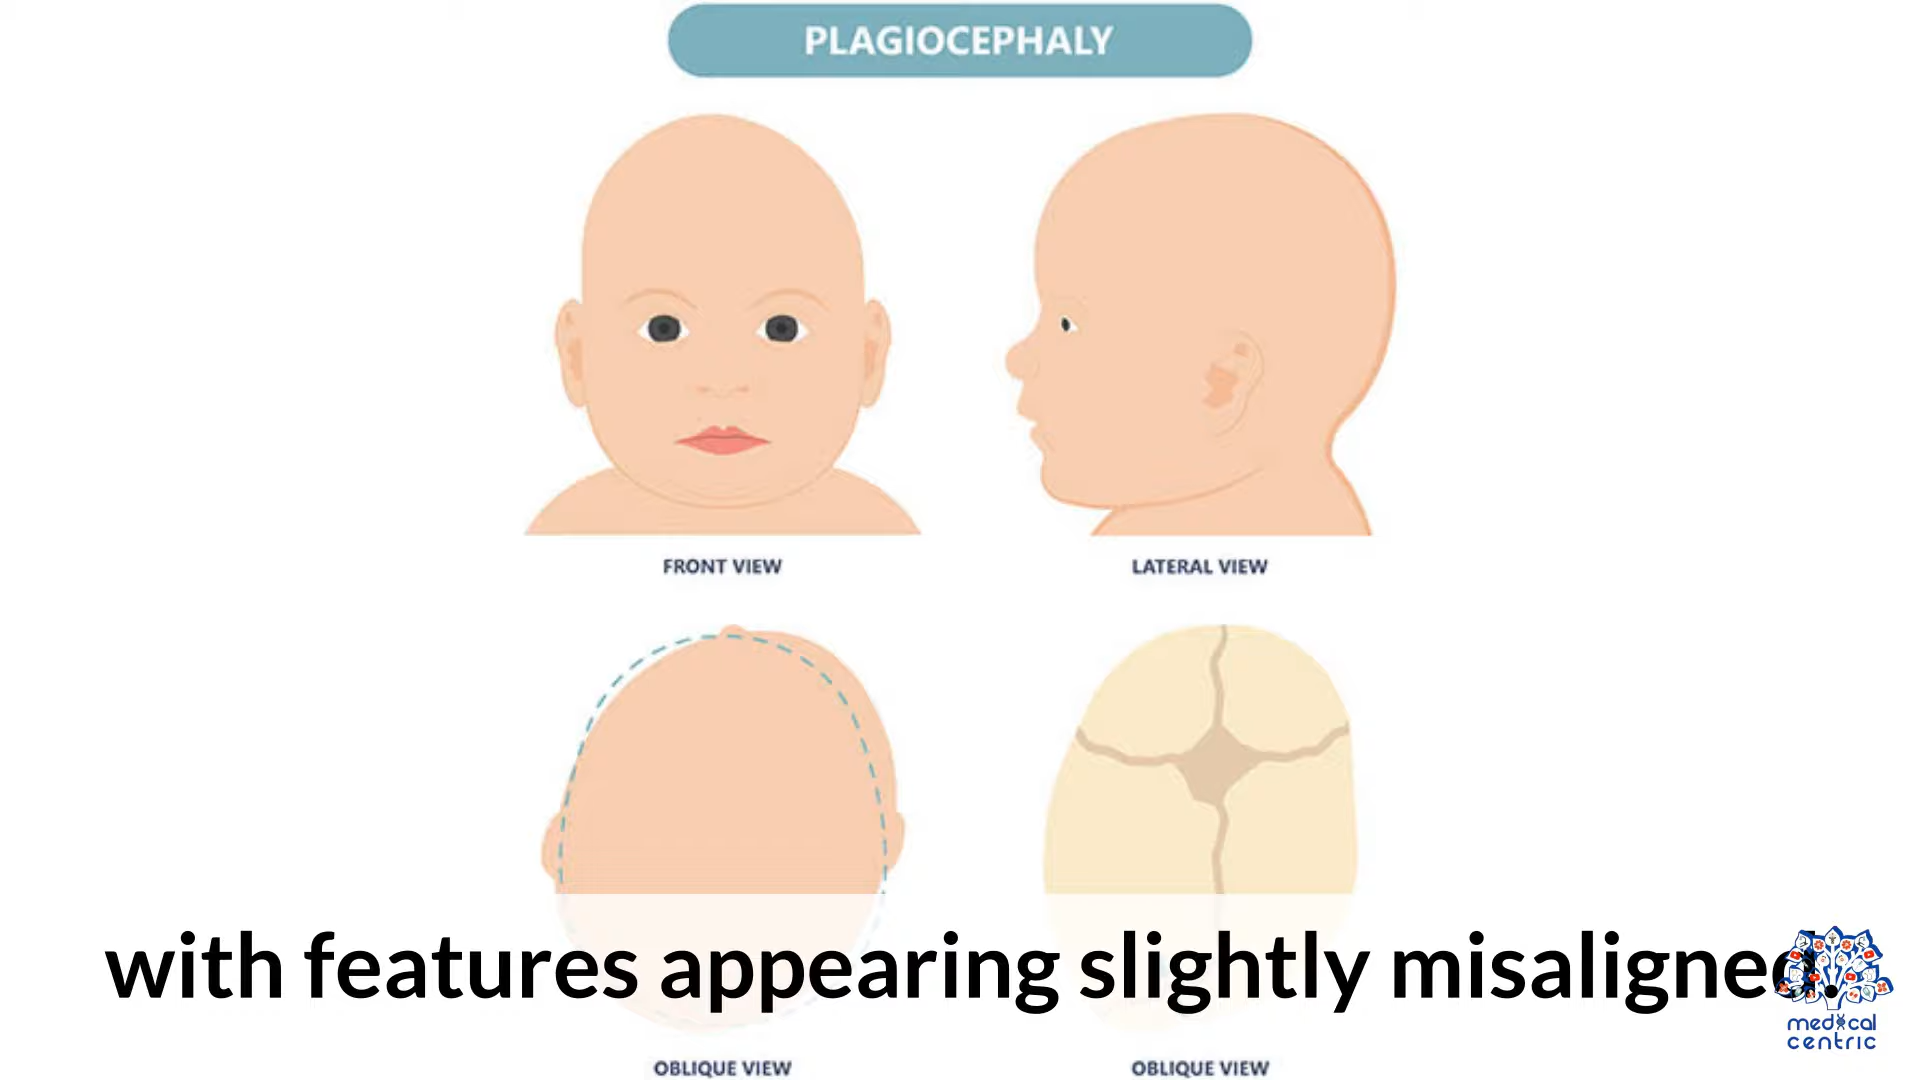 PLAGIOCEPHALY
FRONT VIEW
LATERAL VIEW
with features appearing slightly misaligned.
medical
centric
OBLIQUE VIEW
OBLIQUE VIEW